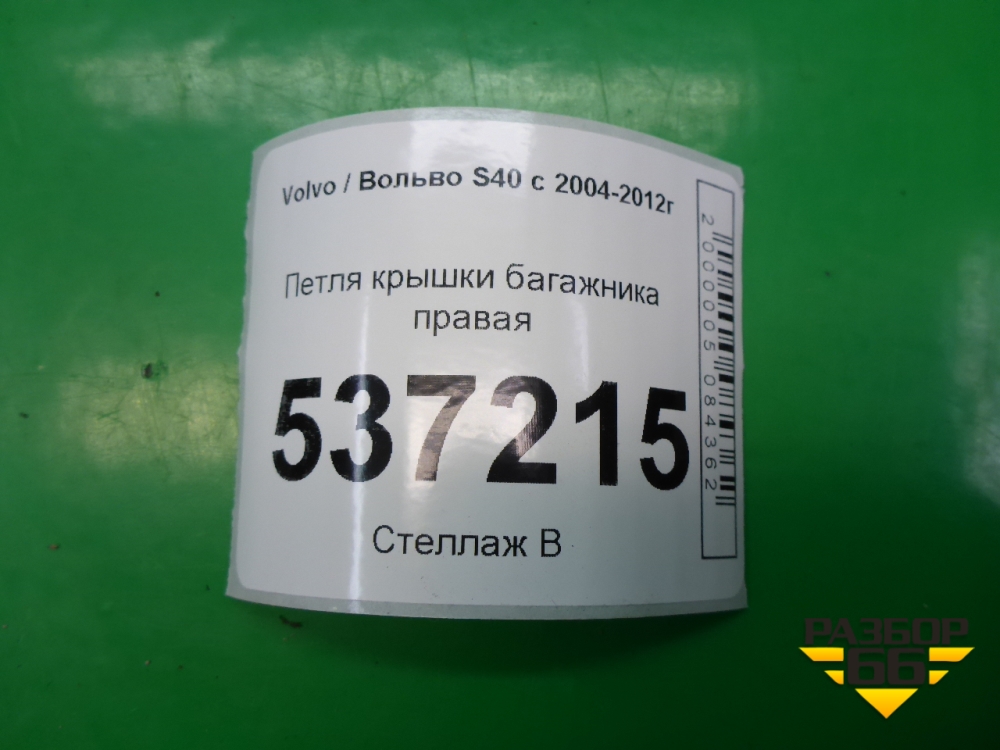 Volvo / Вольво S40 с 2004-2012г
Петля крышки багажника
правая
537215
Стеллаж В
2000005084362
РАЗБОР
66